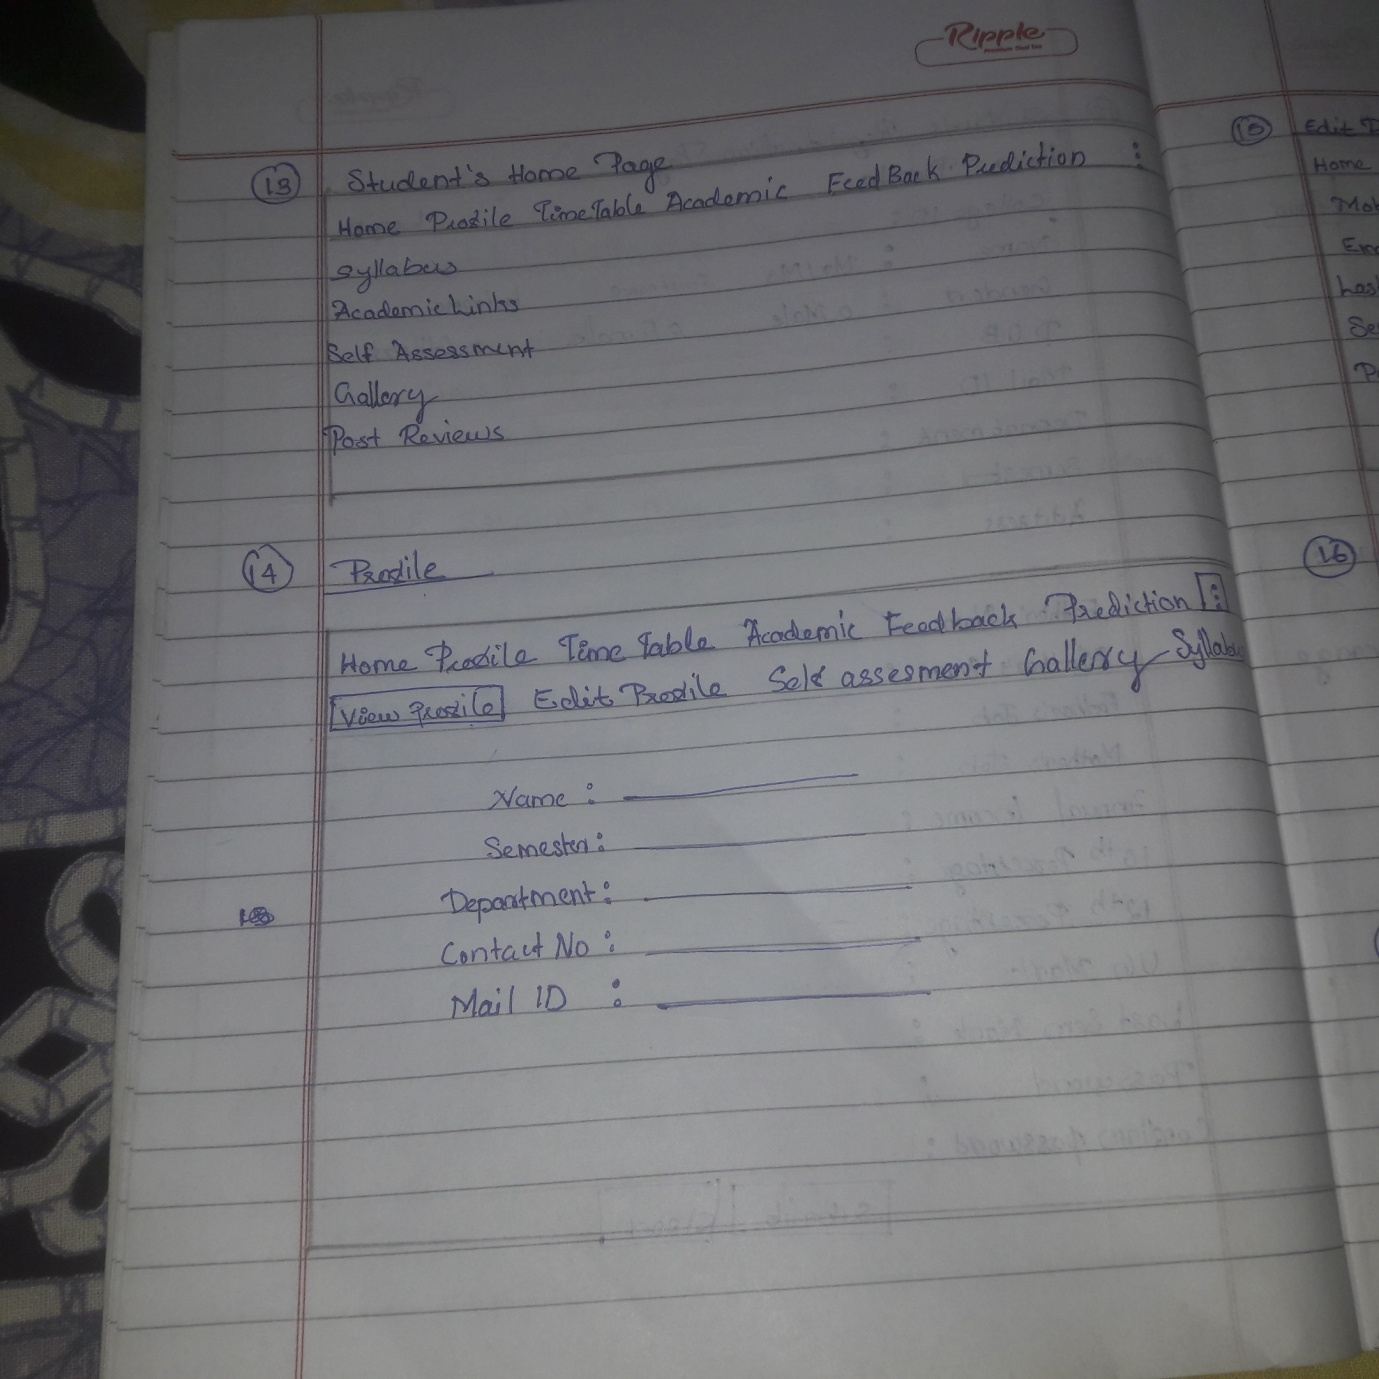 Ripple
13 Student's Home Page
Home Profile TimeTable Academic FeedBack Prediction :
Syllabus
Academic Links
Self Assessment
Gallery
Post Reviews
14 Profile
Home Profile Time Table Academic Feedback Prediction :
View Profile Edit Profile Self assesment Gallery Syllabus
Name :
Semester :
Department :
Contact No :
Mail ID :
15 Edit
Home
16